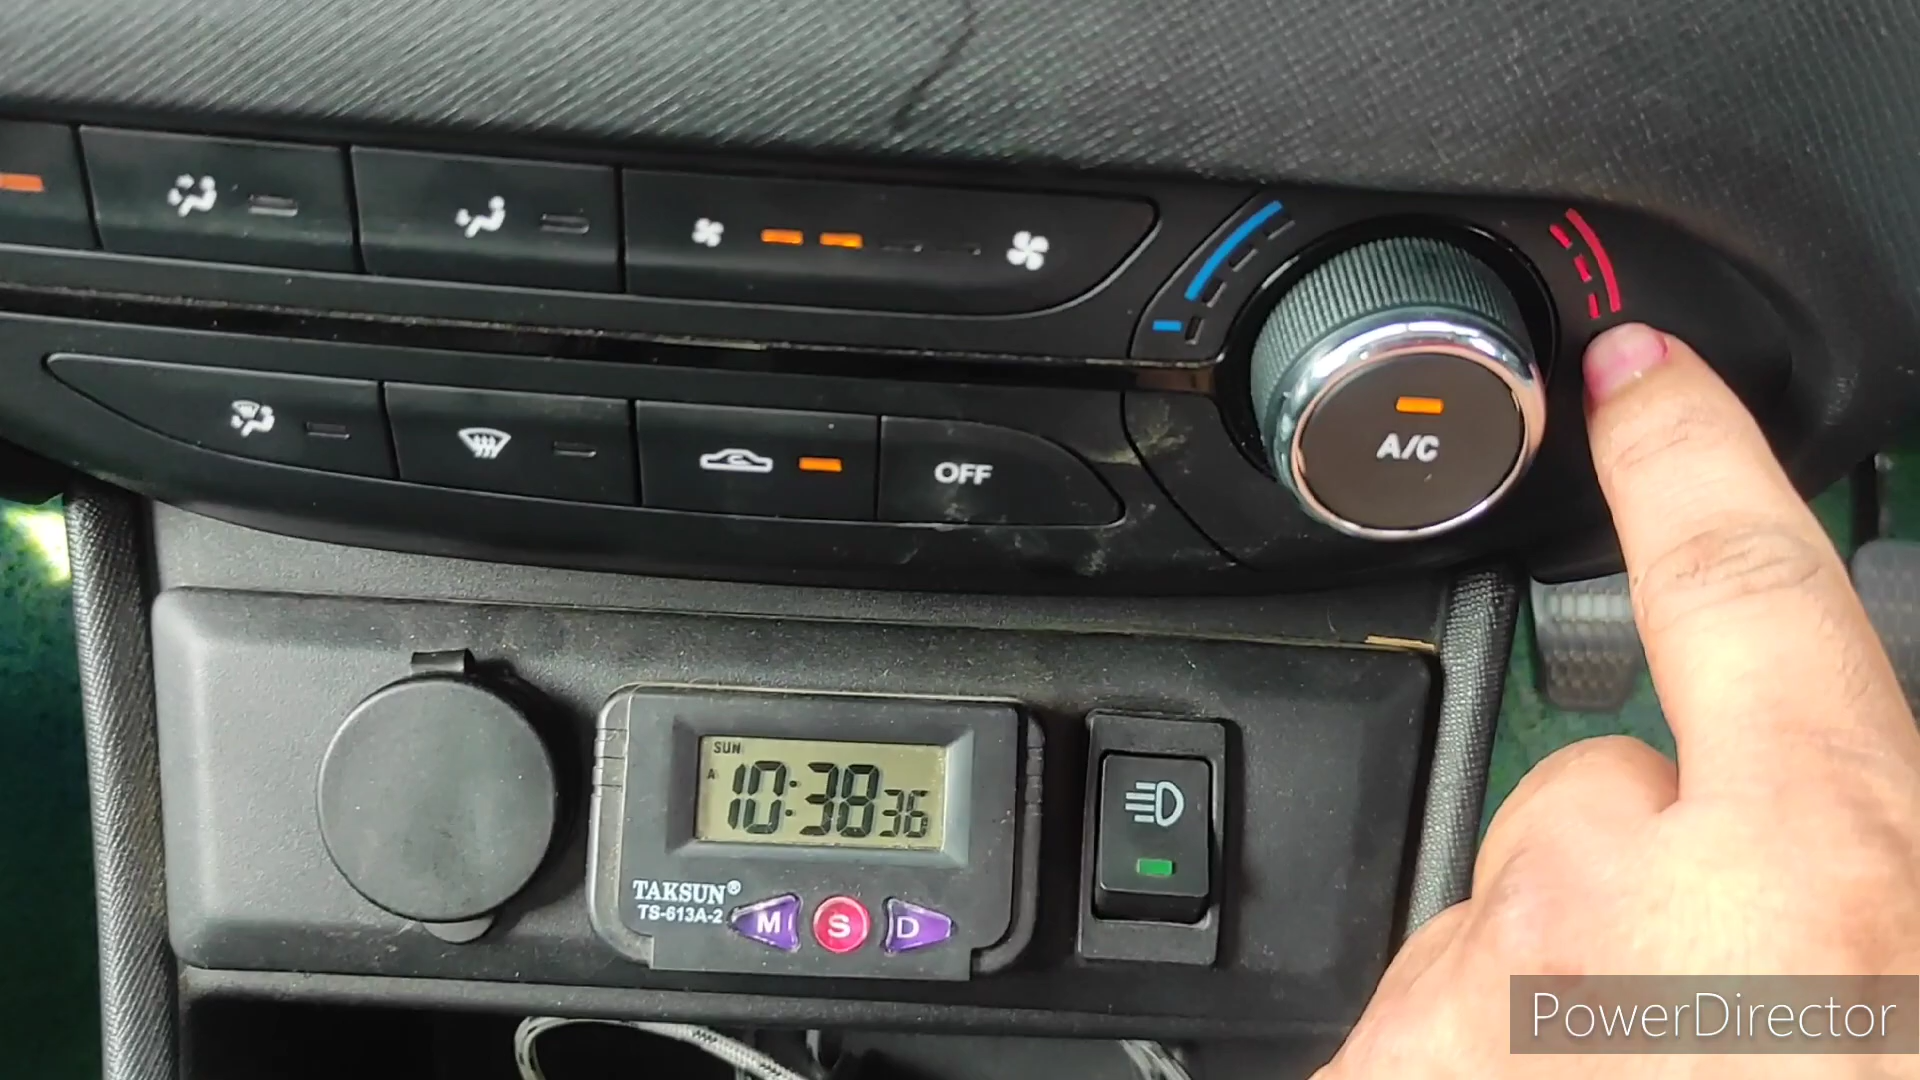 A/C
OFF
SUN
A 10:38 36
TAKSUN®
TS-613A-2
M S D
PowerDirector